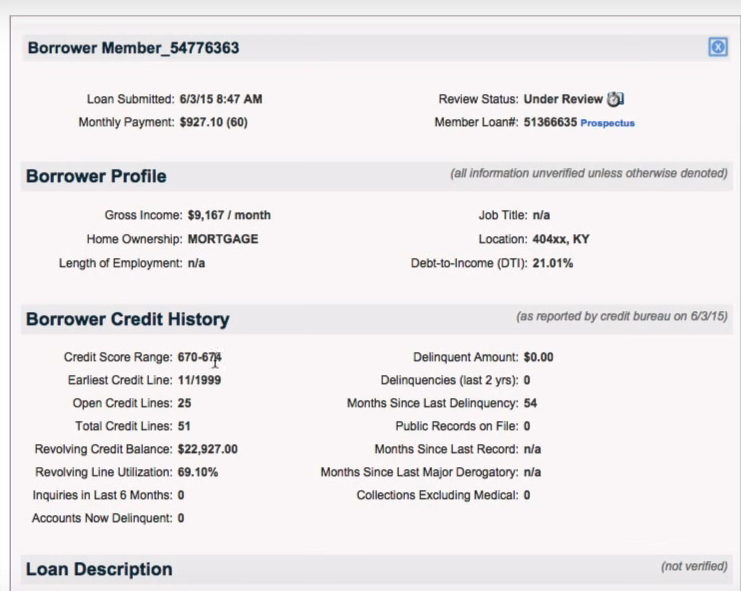 Borrower Member_54776363
Loan Submitted: 6/3/15 8:47 AM
Review Status: Under Review
Monthly Payment: $927.10 (60)
Member Loan#: 51366635 Prospectus
Borrower Profile
(all information unverified unless otherwise denoted)
Gross Income: $9,167 / month
Job Title: n/a
Home Ownership: MORTGAGE
Location: 404xx, KY
Length of Employment: n/a
Debt-to-Income (DTI): 21.01%
Borrower Credit History
(as reported by credit bureau on 6/3/15)
Credit Score Range: 670-674
Delinquent Amount: $0.00
Earliest Credit Line: 11/1999
Delinquencies (last 2 yrs): 0
Open Credit Lines: 25
Months Since Last Delinquency: 54
Total Credit Lines: 51
Public Records on File: 0
Revolving Credit Balance: $22,927.00
Months Since Last Record: n/a
Revolving Line Utilization: 69.10%
Months Since Last Major Derogatory: n/a
Inquiries in Last 6 Months: 0
Collections Excluding Medical: 0
Accounts Now Delinquent: 0
Loan Description
(not verified)